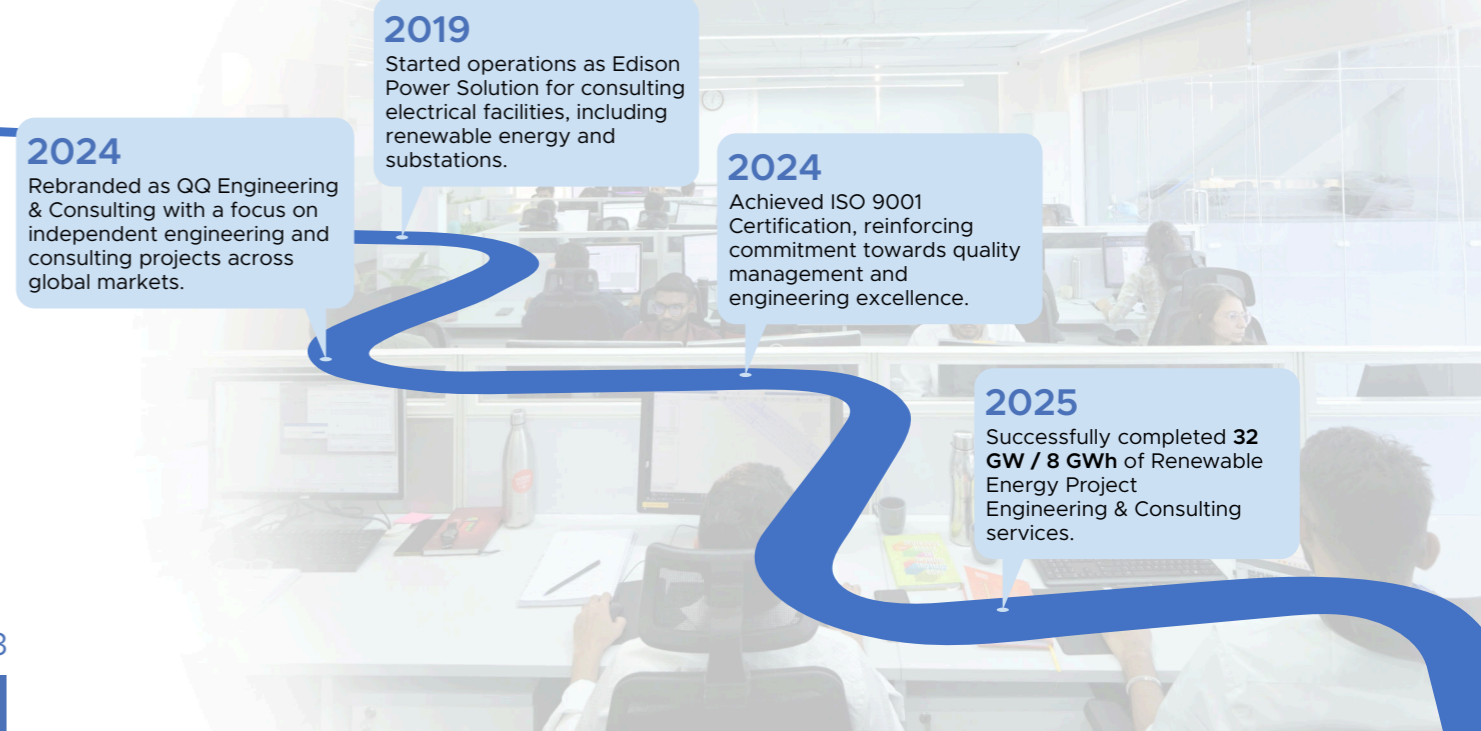 2019
Started operations as Edison
Power Solution for consulting
electrical facilities, including
renewable energy and
substations.
2024
Rebranded as QQ Engineering
& Consulting with a focus on
independent engineering and
consulting projects across
global markets.
2024
Achieved ISO 9001
Certification, reinforcing
commitment towards quality
management and
engineering excellence.
2025
Successfully completed 32
GW / 8 GWh of Renewable
Energy Project
Engineering & Consulting
services.